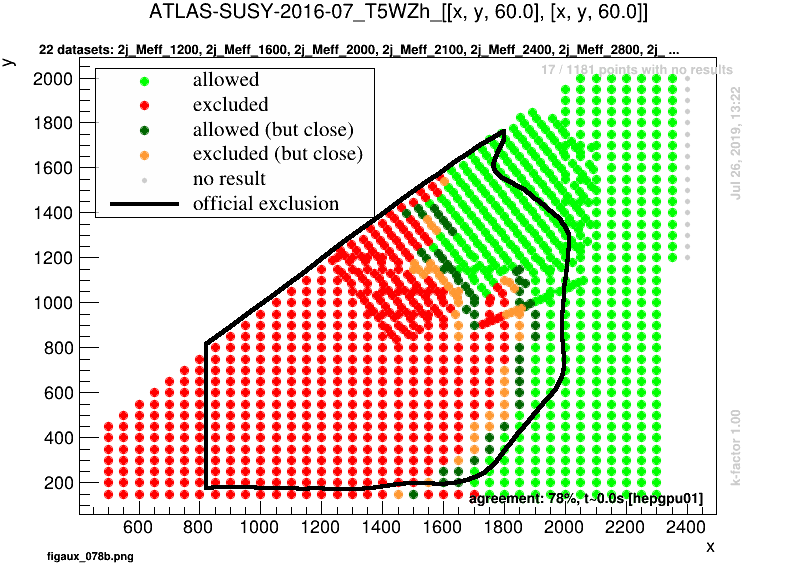 ATLAS-SUSY-2016-07_T5WZh_[[x, y, 60.0], [x, y, 60.0]]
22 datasets: 2j_Meff_1200, 2j_Meff_1600, 2j_Meff_2000, 2j_Meff_2100, 2j_Meff_2400, 2j_Meff_2800, 2j_ ...
y
17 / 1181 points with no results
allowed
excluded
allowed (but close)
excluded (but close)
no result
official exclusion
Jul 26, 2019, 13:22
k-factor 1.00
2000
1800
1600
1400
1200
1000
800
600
400
200
agreement: 78%, t~0.0s [hepgpu01]
600 800 1000 1200 1400 1600 1800 2000 2200 2400
x
figaux_078b.png